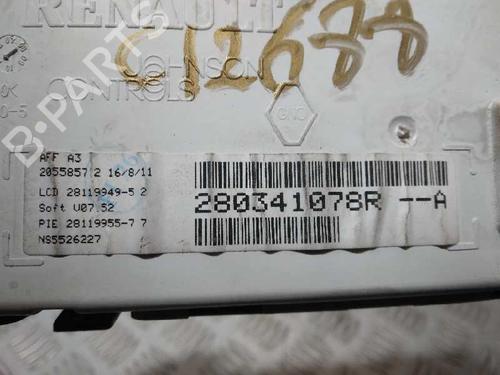 RENAULT
C12677
JOHNSON
CONTROLS
B-PARTS
AFF A3
2055857 2 16/8/11
LCD 28119949-5 2
Soft V07.52
PIE 28119955-7 7
NS5526227
280341078R --A